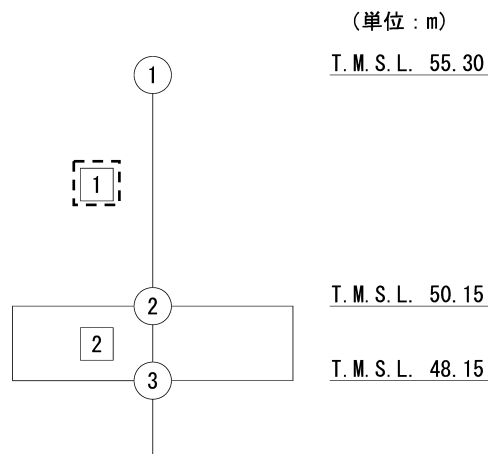 (単位：m)
① T.M.S.L. 55.30
1
② T.M.S.L. 50.15
2
③ T.M.S.L. 48.15